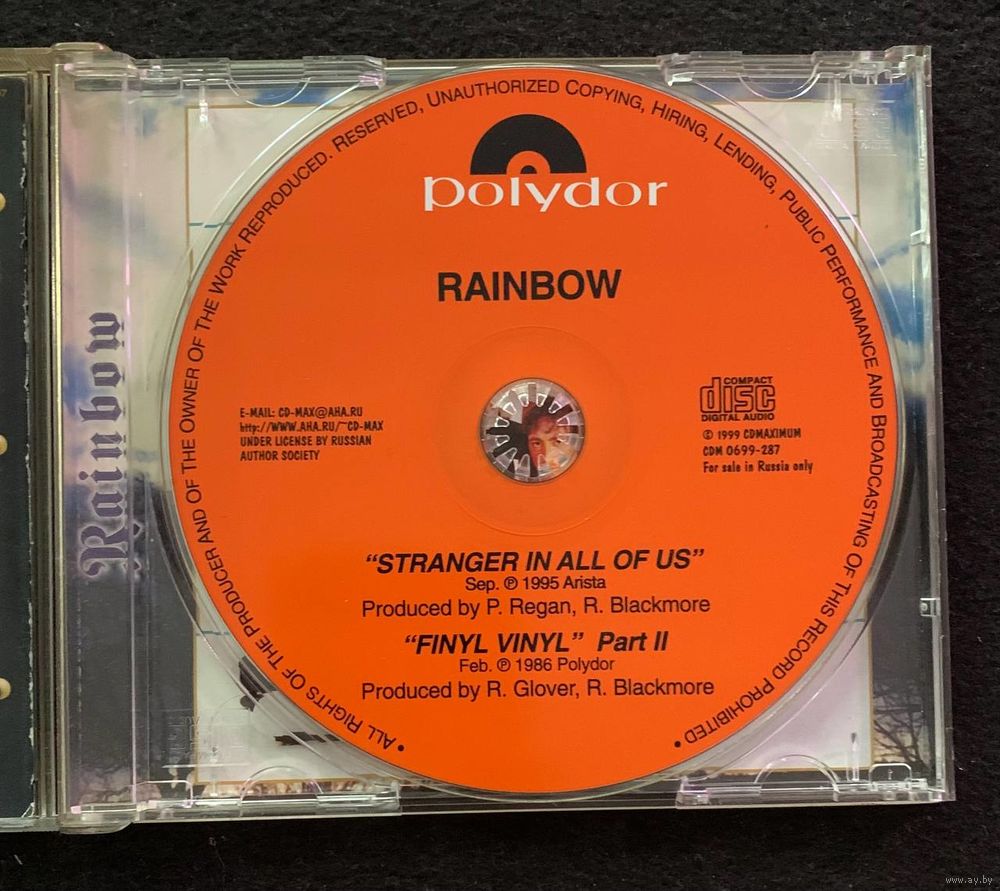 • ALL RIGHTS OF THE PRODUCER AND OF THE OWNER OF THE WORK REPRODUCED. RESERVED, UNAUTHORIZED COPYING, HIRING, LENDING, PUBLIC PERFORMANCE AND BROADCASTING OF THIS RECORD PROHIBITED •
polydor
RAINBOW
Rainbow
E-MAIL: CD-MAX@AHA.RU
http://WWW.AHA.RU/~CD-MAX
UNDER LICENSE BY RUSSIAN
AUTHOR SOCIETY
COMPACT
disc
DIGITAL AUDIO
© 1999 CDMAXIMUM
CDM 0699-287
For sale in Russia only
“STRANGER IN ALL OF US”
Sep. ℗ 1995 Arista
Produced by P. Regan, R. Blackmore
“FINYL VINYL” Part II
Feb. ℗ 1986 Polydor
Produced by R. Glover, R. Blackmore
www.ay.by